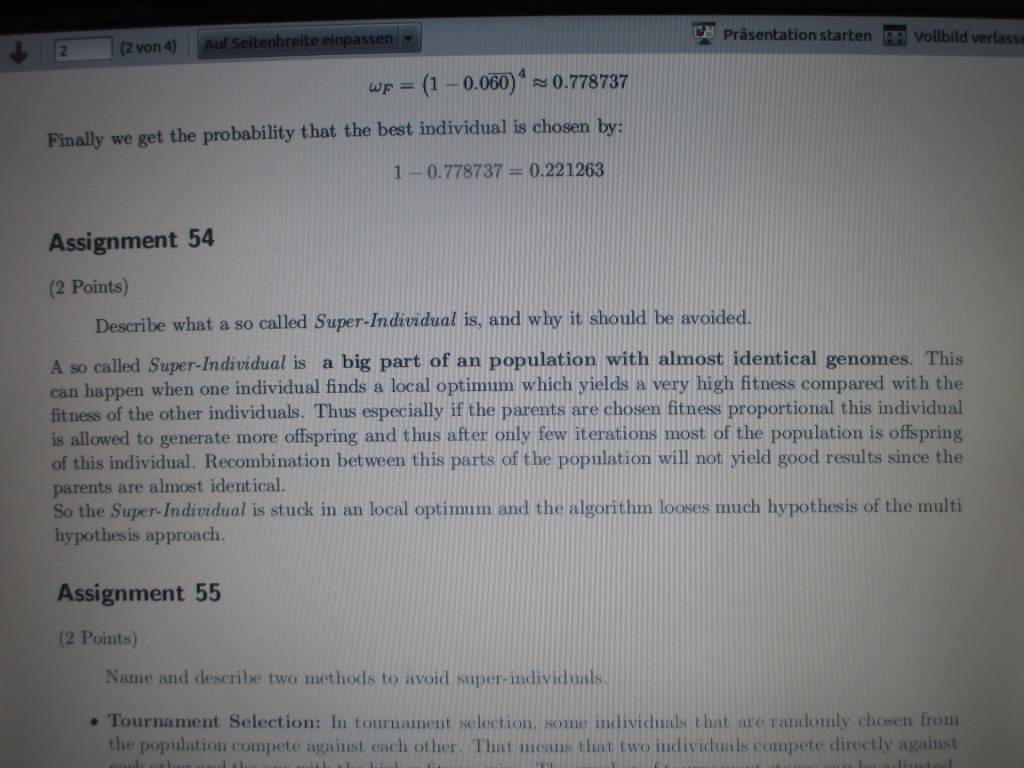 2 (2 von 4) Auf Seitenbreite einpassen Präsentation starten Vollbild verlasse
ω_F = (1 − 0.0\overline{60})^4 ≈ 0.778737
Finally we get the probability that the best individual is chosen by:
1 − 0.778737 = 0.221263
Assignment 54
(2 Points)
Describe what a so called Super-Individual is, and why it should be avoided.
A so called Super-Individual is a big part of an population with almost identical genomes. This
can happen when one individual finds a local optimum which yields a very high fitness compared with the
fitness of the other individuals. Thus especially if the parents are chosen fitness proportional this individual
is allowed to generate more offspring and thus after only few iterations most of the population is offspring
of this individual. Recombination between this parts of the population will not yield good results since the
parents are almost identical.
So the Super-Individual is stuck in an local optimum and the algorithm looses much hypothesis of the multi
hypothesis approach.
Assignment 55
(2 Points)
Name and describe two methods to avoid super-individuals.
• Tournament Selection: In tournament selection, some individuals that are randomly chosen from
the population compete against each other. That means that two individuals compete directly against
each other and the one with the higher fitness